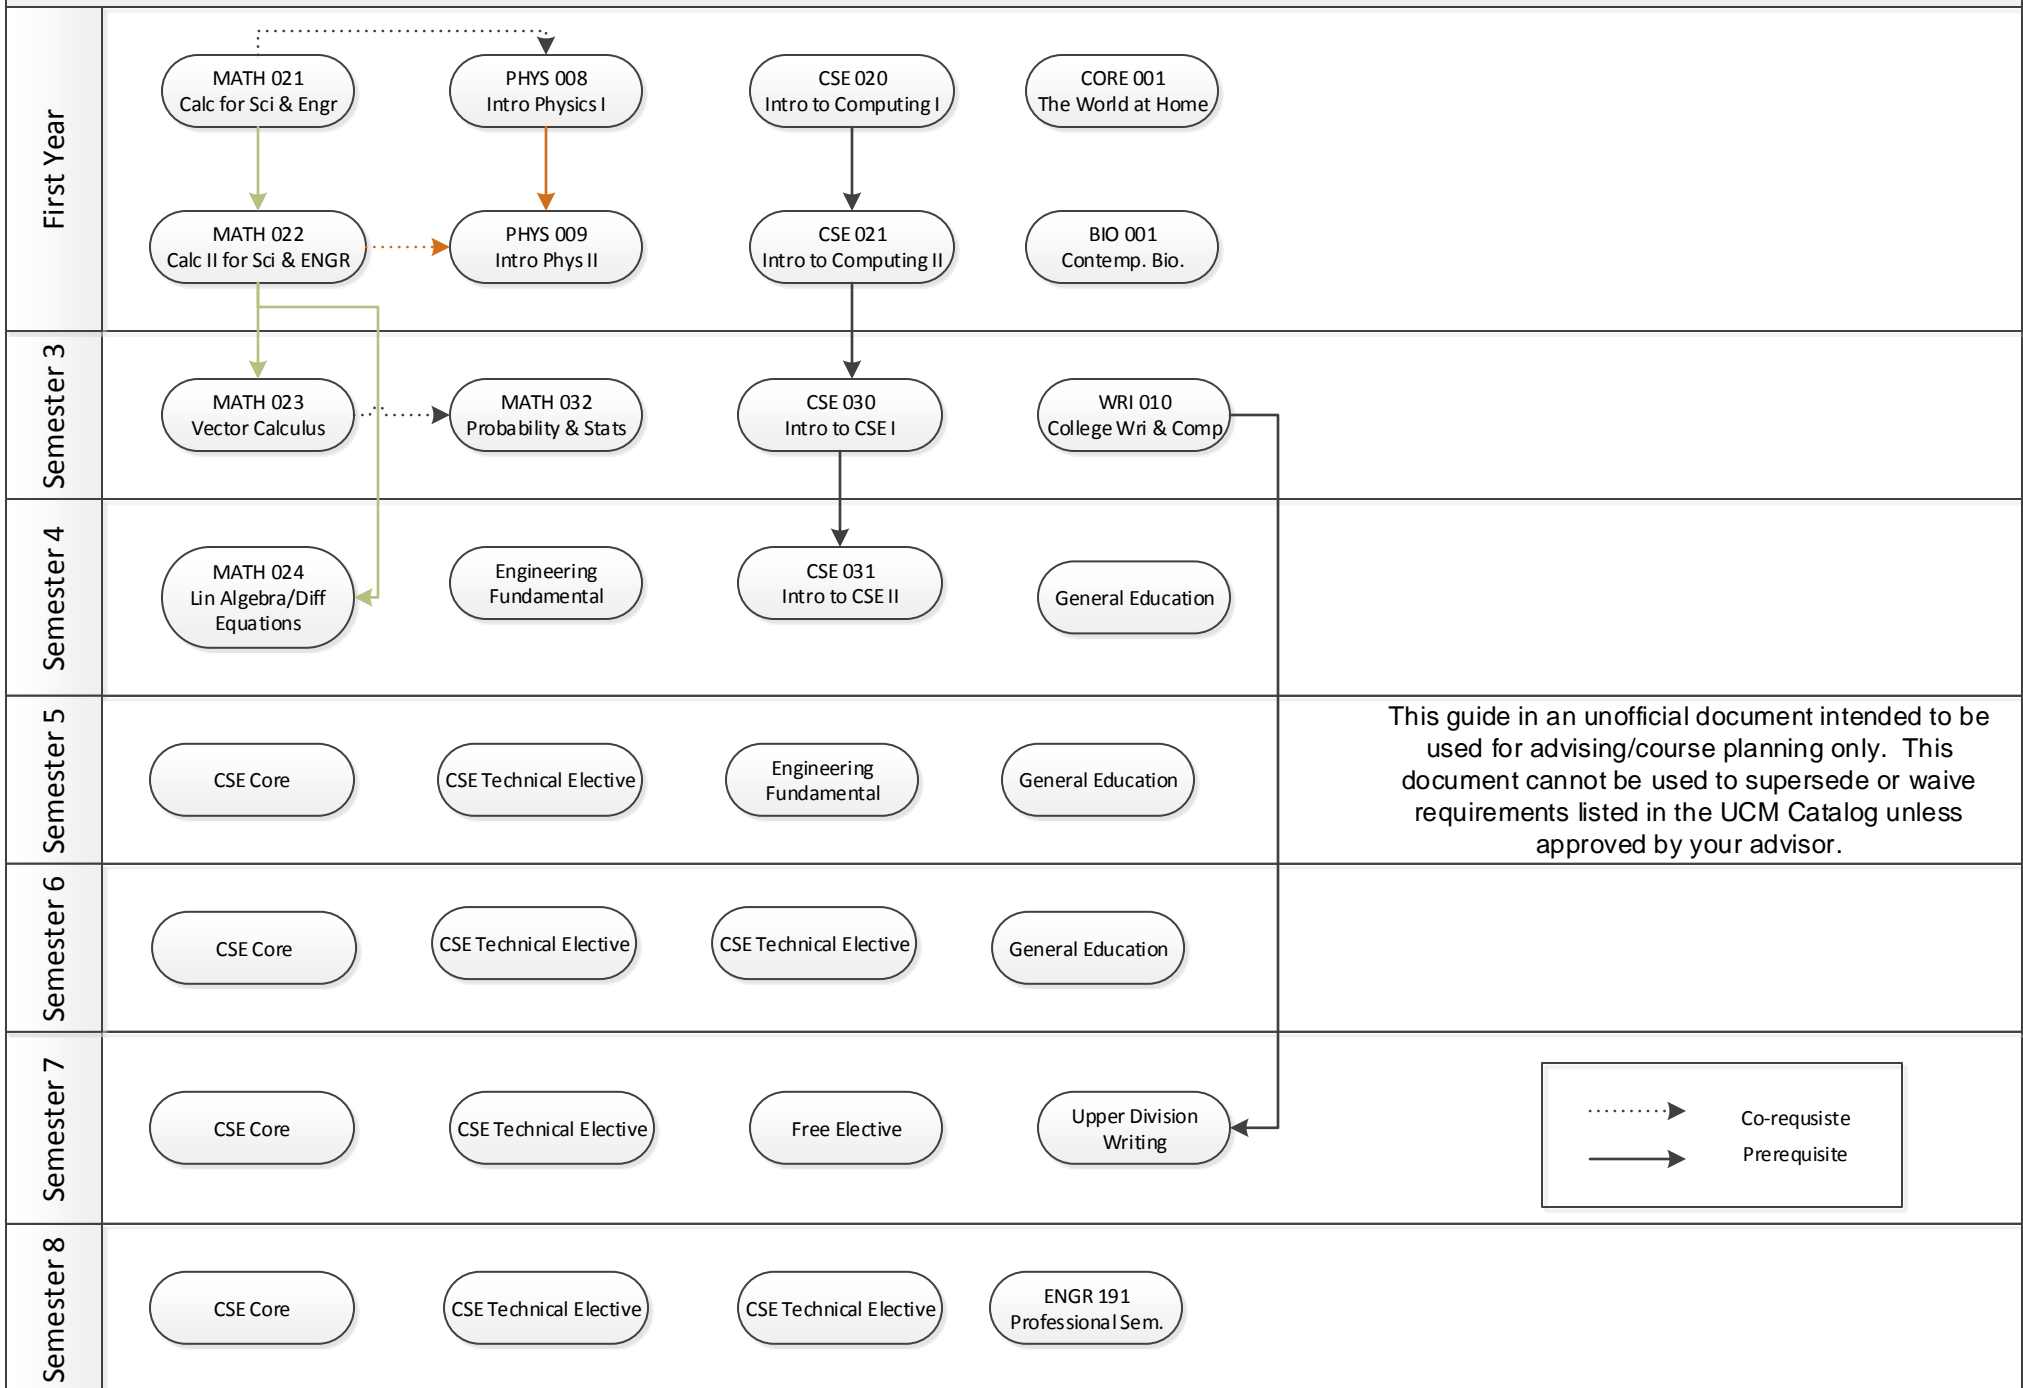 First Year
MATH 021
Calc for Sci & Engr
PHYS 008
Intro Physics I
CSE 020
Intro to Computing I
CORE 001
The World at Home
MATH 022
Calc II for Sci & ENGR
PHYS 009
Intro Phys II
CSE 021
Intro to Computing II
BIO 001
Contemp. Bio.
Semester 3
MATH 023
Vector Calculus
MATH 032
Probability & Stats
CSE 030
Intro to CSE I
WRI 010
College Wri & Comp
Semester 4
MATH 024
Lin Algebra/Diff
Equations
Engineering
Fundamental
CSE 031
Intro to CSE II
General Education
Semester 5
CSE Core
CSE Technical Elective
Engineering
Fundamental
General Education
This guide in an unofficial document intended to be
used for advising/course planning only. This
document cannot be used to supersede or waive
requirements listed in the UCM Catalog unless
approved by your advisor.
Semester 6
CSE Core
CSE Technical Elective
CSE Technical Elective
General Education
Semester 7
CSE Core
CSE Technical Elective
Free Elective
Upper Division
Writing
Co-requsiste
Prerequisite
Semester 8
CSE Core
CSE Technical Elective
CSE Technical Elective
ENGR 191
Professional Sem.